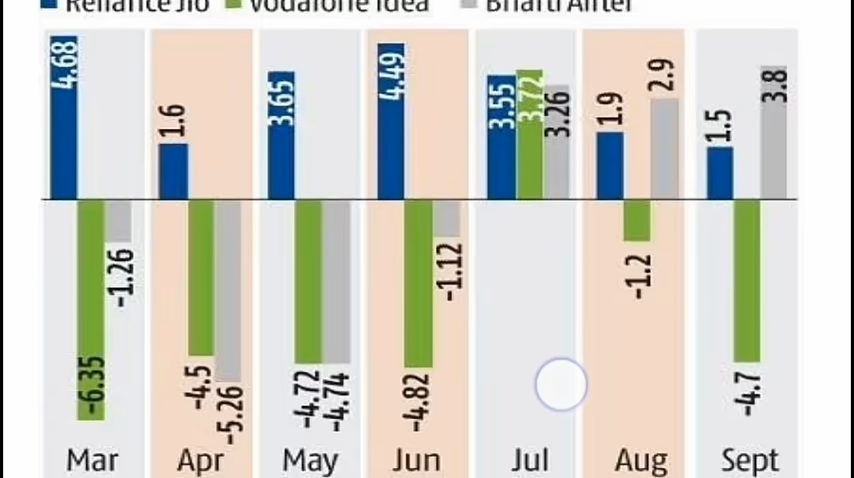 Reliance Jio Vodafone Idea Bharti Airtel
4.68 1.6 3.65 4.49 3.55 3.72 3.26 1.9 2.9 1.5 3.8
-6.35 -1.26 -4.5 -5.26 -4.72 -4.74 -4.82 -1.12 -1.2 -4.7
Mar Apr May Jun Jul Aug Sept